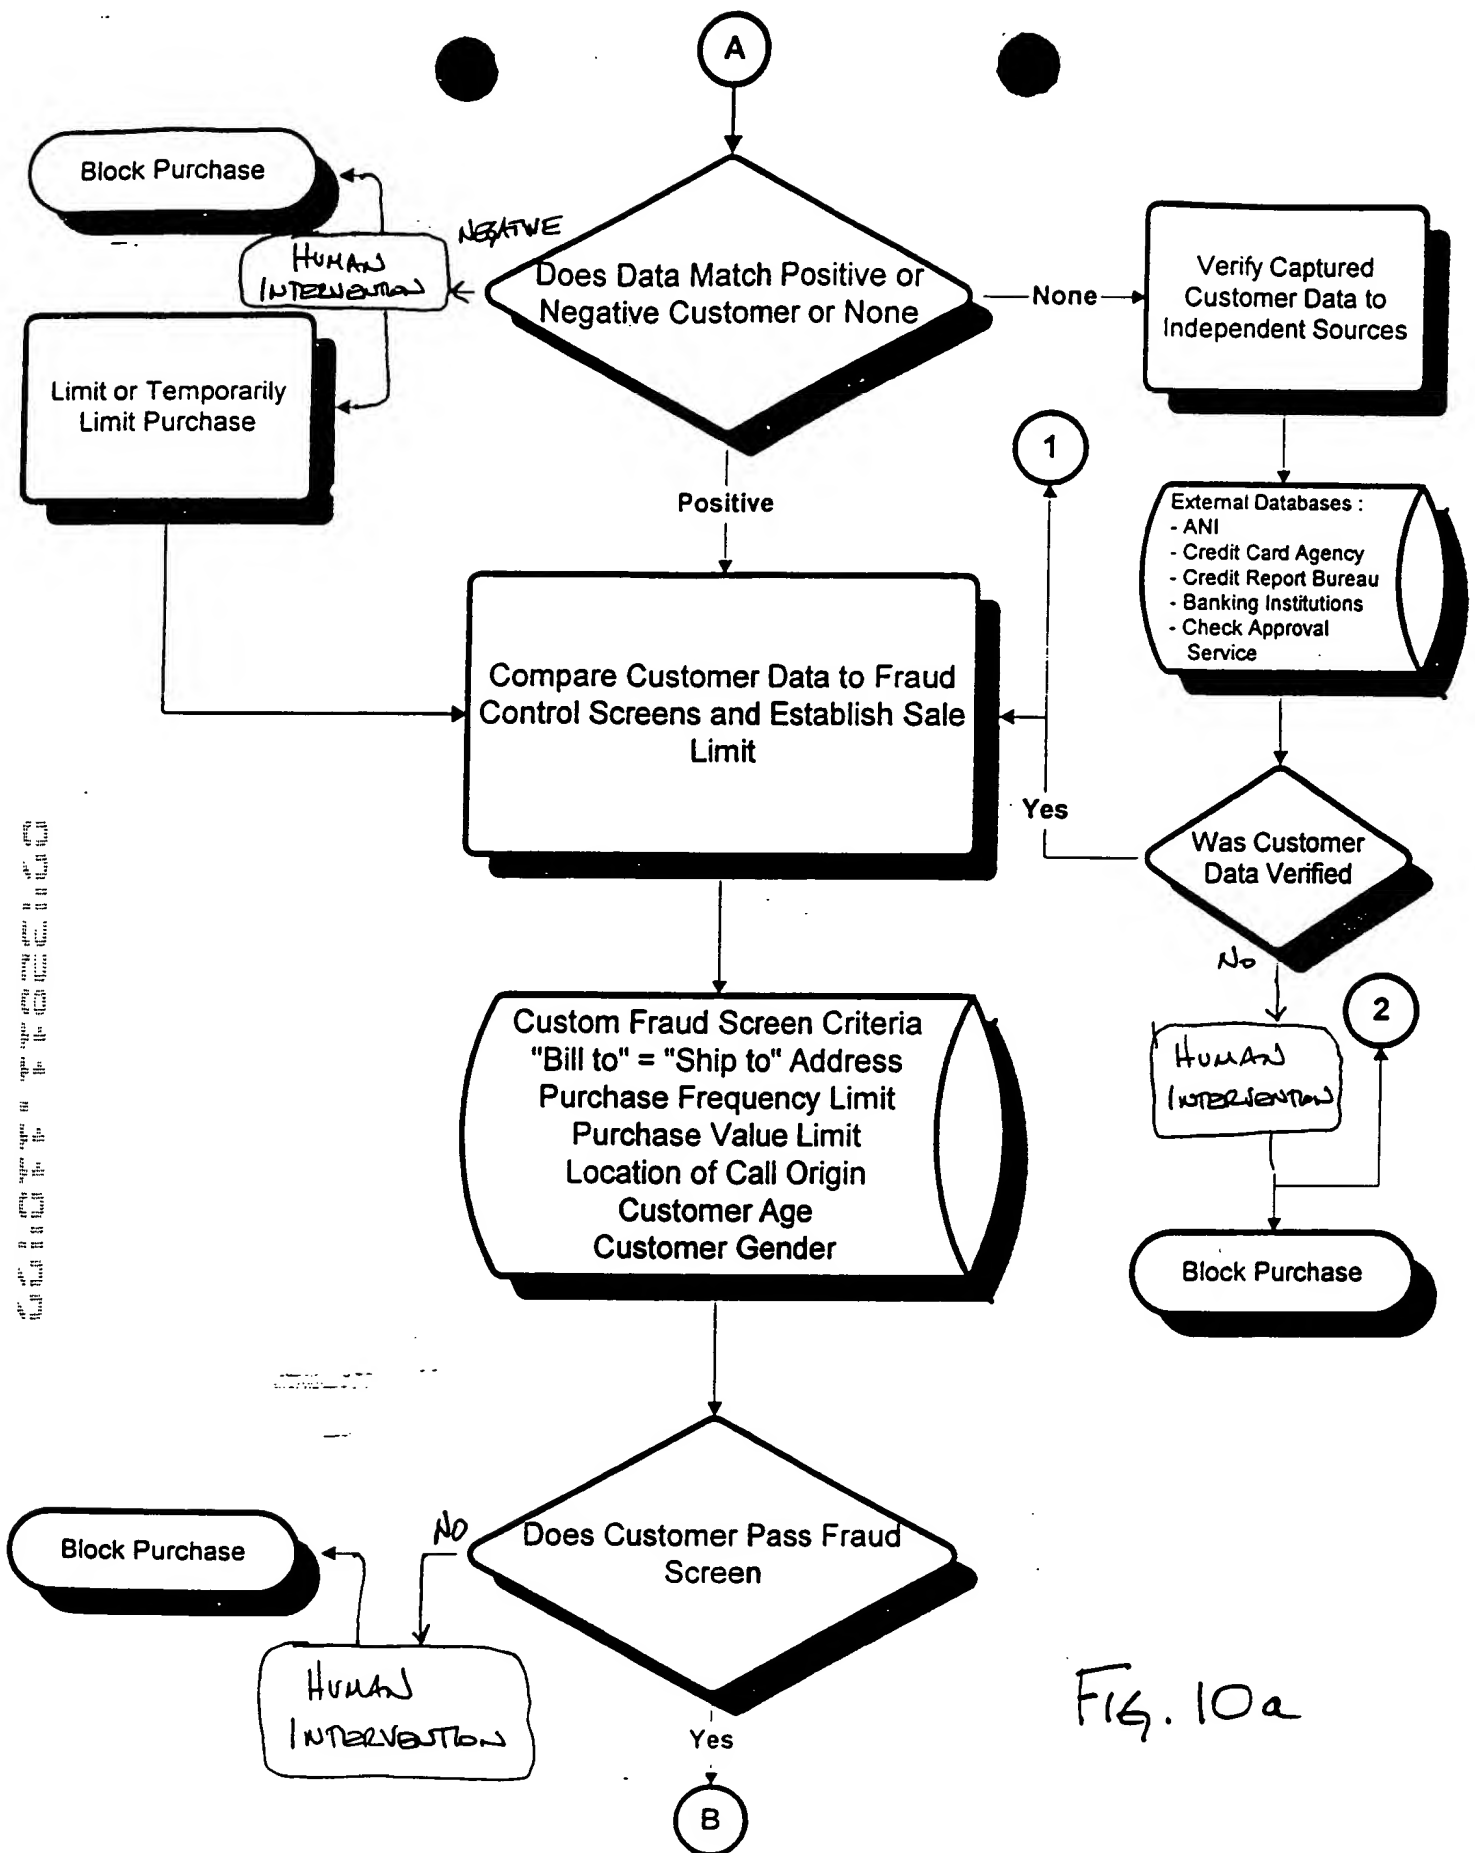 A
Block Purchase
NEGATIVE
HUMAN
INTERVENTION
Does Data Match Positive or
Negative Customer or None
None
Verify Captured
Customer Data to
Independent Sources
Limit or Temporarily
Limit Purchase
1
Positive
External Databases :
- ANI
- Credit Card Agency
- Credit Report Bureau
- Banking Institutions
- Check Approval
Service
Compare Customer Data to Fraud
Control Screens and Establish Sale
Limit
Yes
Was Customer
Data Verified
No
2
HUMAN
INTERVENTION
Custom Fraud Screen Criteria
"Bill to" = "Ship to" Address
Purchase Frequency Limit
Purchase Value Limit
Location of Call Origin
Customer Age
Customer Gender
Block Purchase
Block Purchase
NO
Does Customer Pass Fraud
Screen
HUMAN
INTERVENTION
Yes
B
FIG. 10a